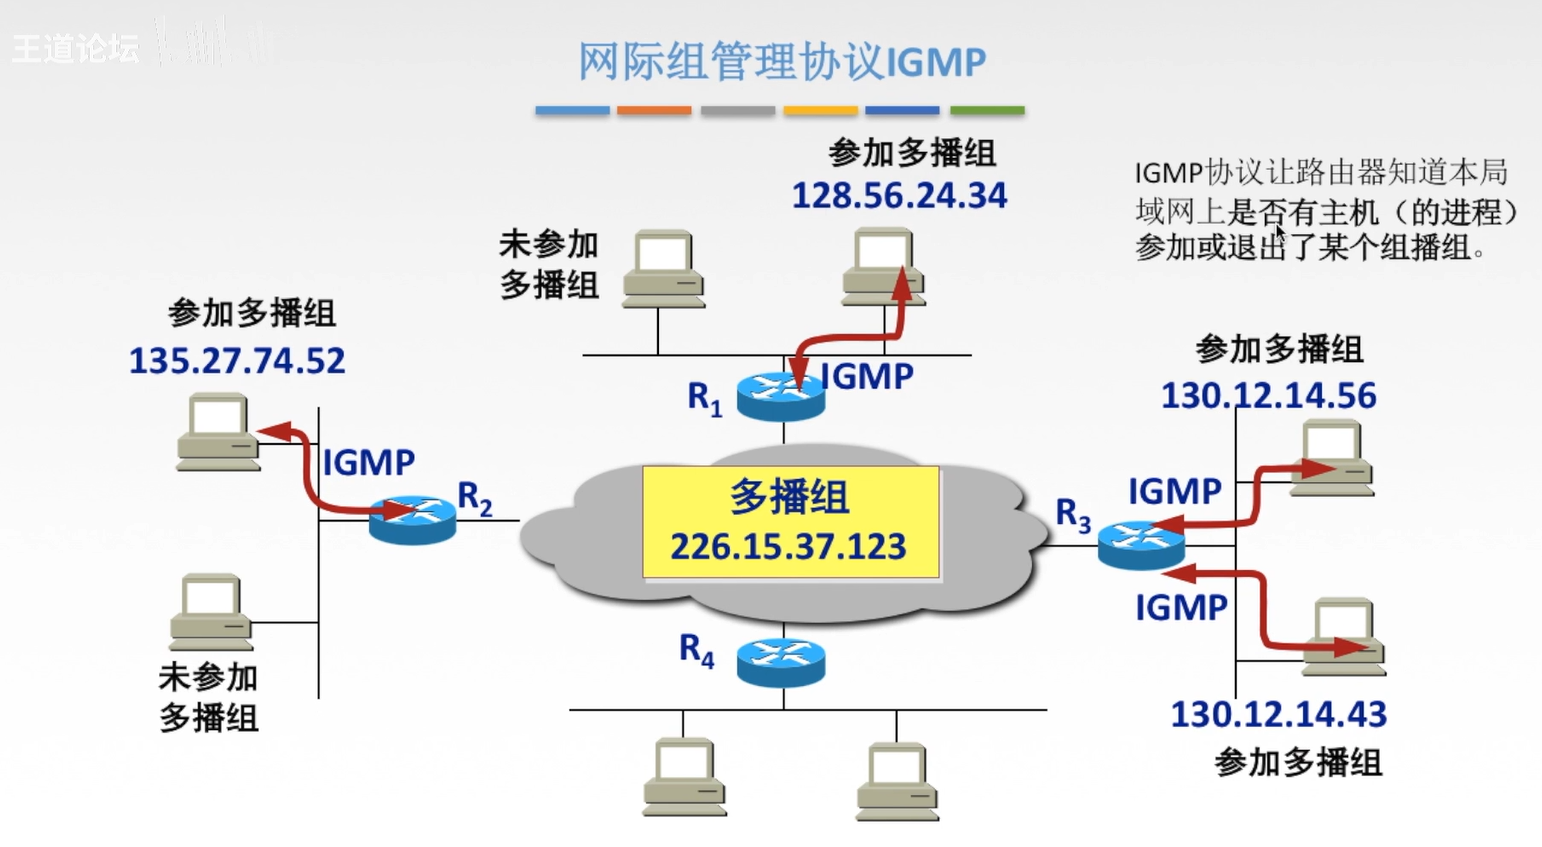 王道论坛
网际组管理协议IGMP
参加多播组
128.56.24.34
IGMP协议让路由器知道本局
域网上是否有主机（的进程）
参加或退出了某个组播组。
未参加
多播组
参加多播组
135.27.74.52
参加多播组
130.12.14.56
R1
IGMP
IGMP
R2
多播组
226.15.37.123
R3
IGMP
IGMP
R4
未参加
多播组
130.12.14.43
参加多播组